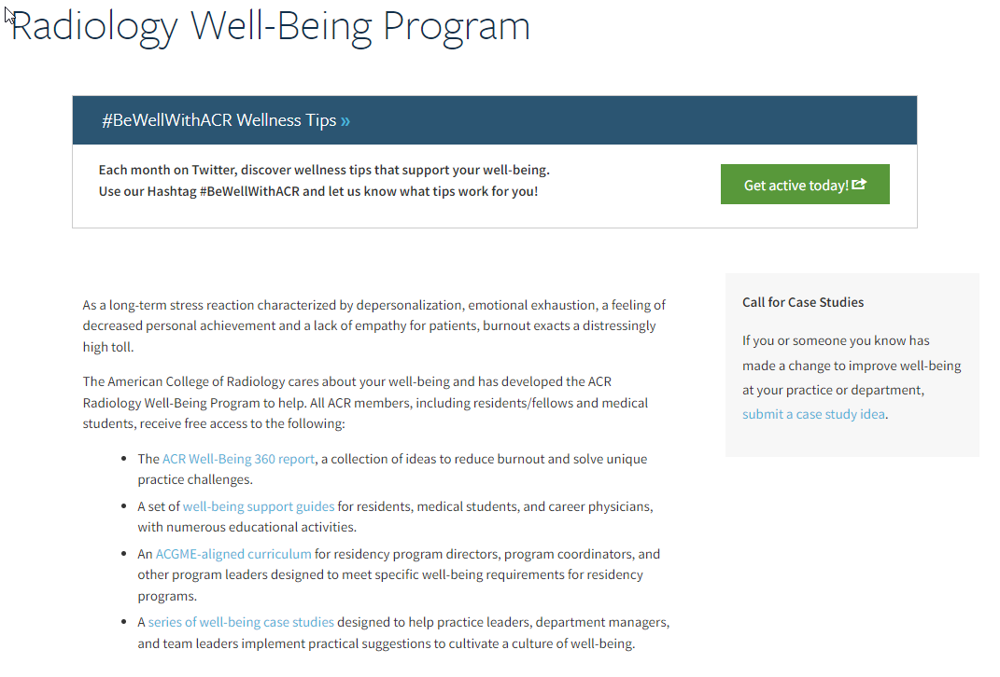 Radiology Well-Being Program
#BeWellWithACR Wellness Tips »
Each month on Twitter, discover wellness tips that support your well-being.
Use our Hashtag #BeWellWithACR and let us know what tips work for you!
Get active today!
As a long-term stress reaction characterized by depersonalization, emotional exhaustion, a feeling of
decreased personal achievement and a lack of empathy for patients, burnout exacts a distressingly
high toll.
The American College of Radiology cares about your well-being and has developed the ACR
Radiology Well-Being Program to help. All ACR members, including residents/fellows and medical
students, receive free access to the following:
• The ACR Well-Being 360 report, a collection of ideas to reduce burnout and solve unique
practice challenges.
• A set of well-being support guides for residents, medical students, and career physicians,
with numerous educational activities.
• An ACGME-aligned curriculum for residency program directors, program coordinators, and
other program leaders designed to meet specific well-being requirements for residency
programs.
• A series of well-being case studies designed to help practice leaders, department managers,
and team leaders implement practical suggestions to cultivate a culture of well-being.
Call for Case Studies
If you or someone you know has
made a change to improve well-being
at your practice or department,
submit a case study idea.